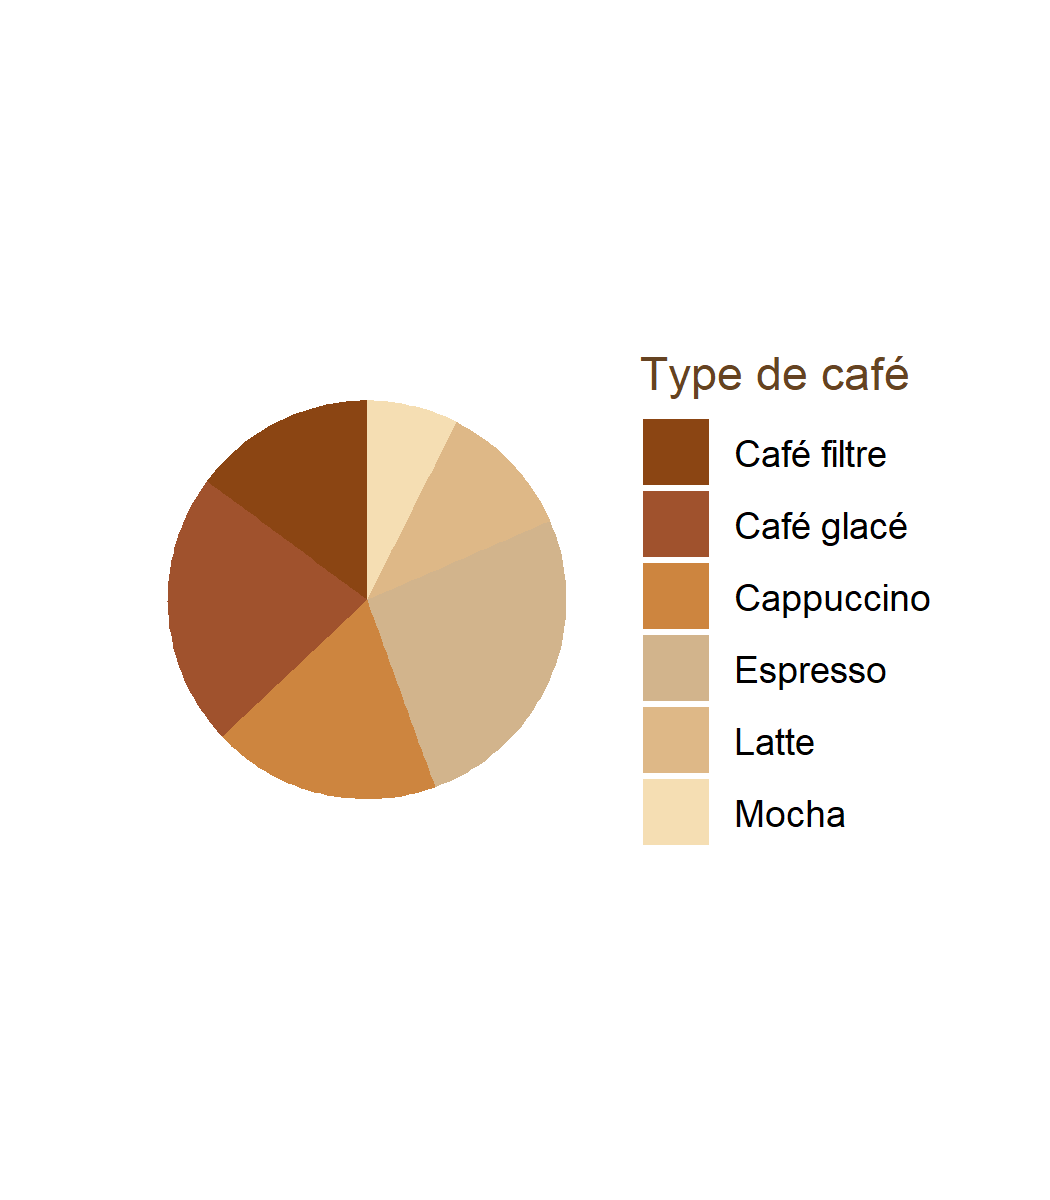 Type de café
Café filtre
Café glacé
Cappuccino
Espresso
Latte
Mocha